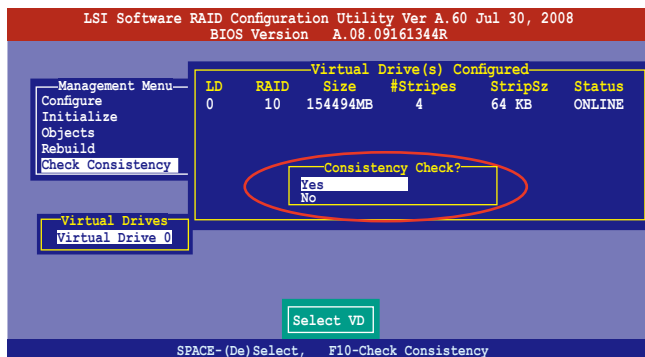 LSI Software RAID Configuration Utility Ver A.60 Jul 30, 2008
BIOS Version A.08.09161344R
Virtual Drive(s) Configured
LD RAID Size #Stripes StripSz Status
0 10 154494MB 4 64 KB ONLINE
Management Menu
Configure
Initialize
Objects
Rebuild
Check Consistency
Consistency Check?
Yes
No
Virtual Drives
Virtual Drive 0
Select VD
SPACE-(De)Select, F10-Check Consistency